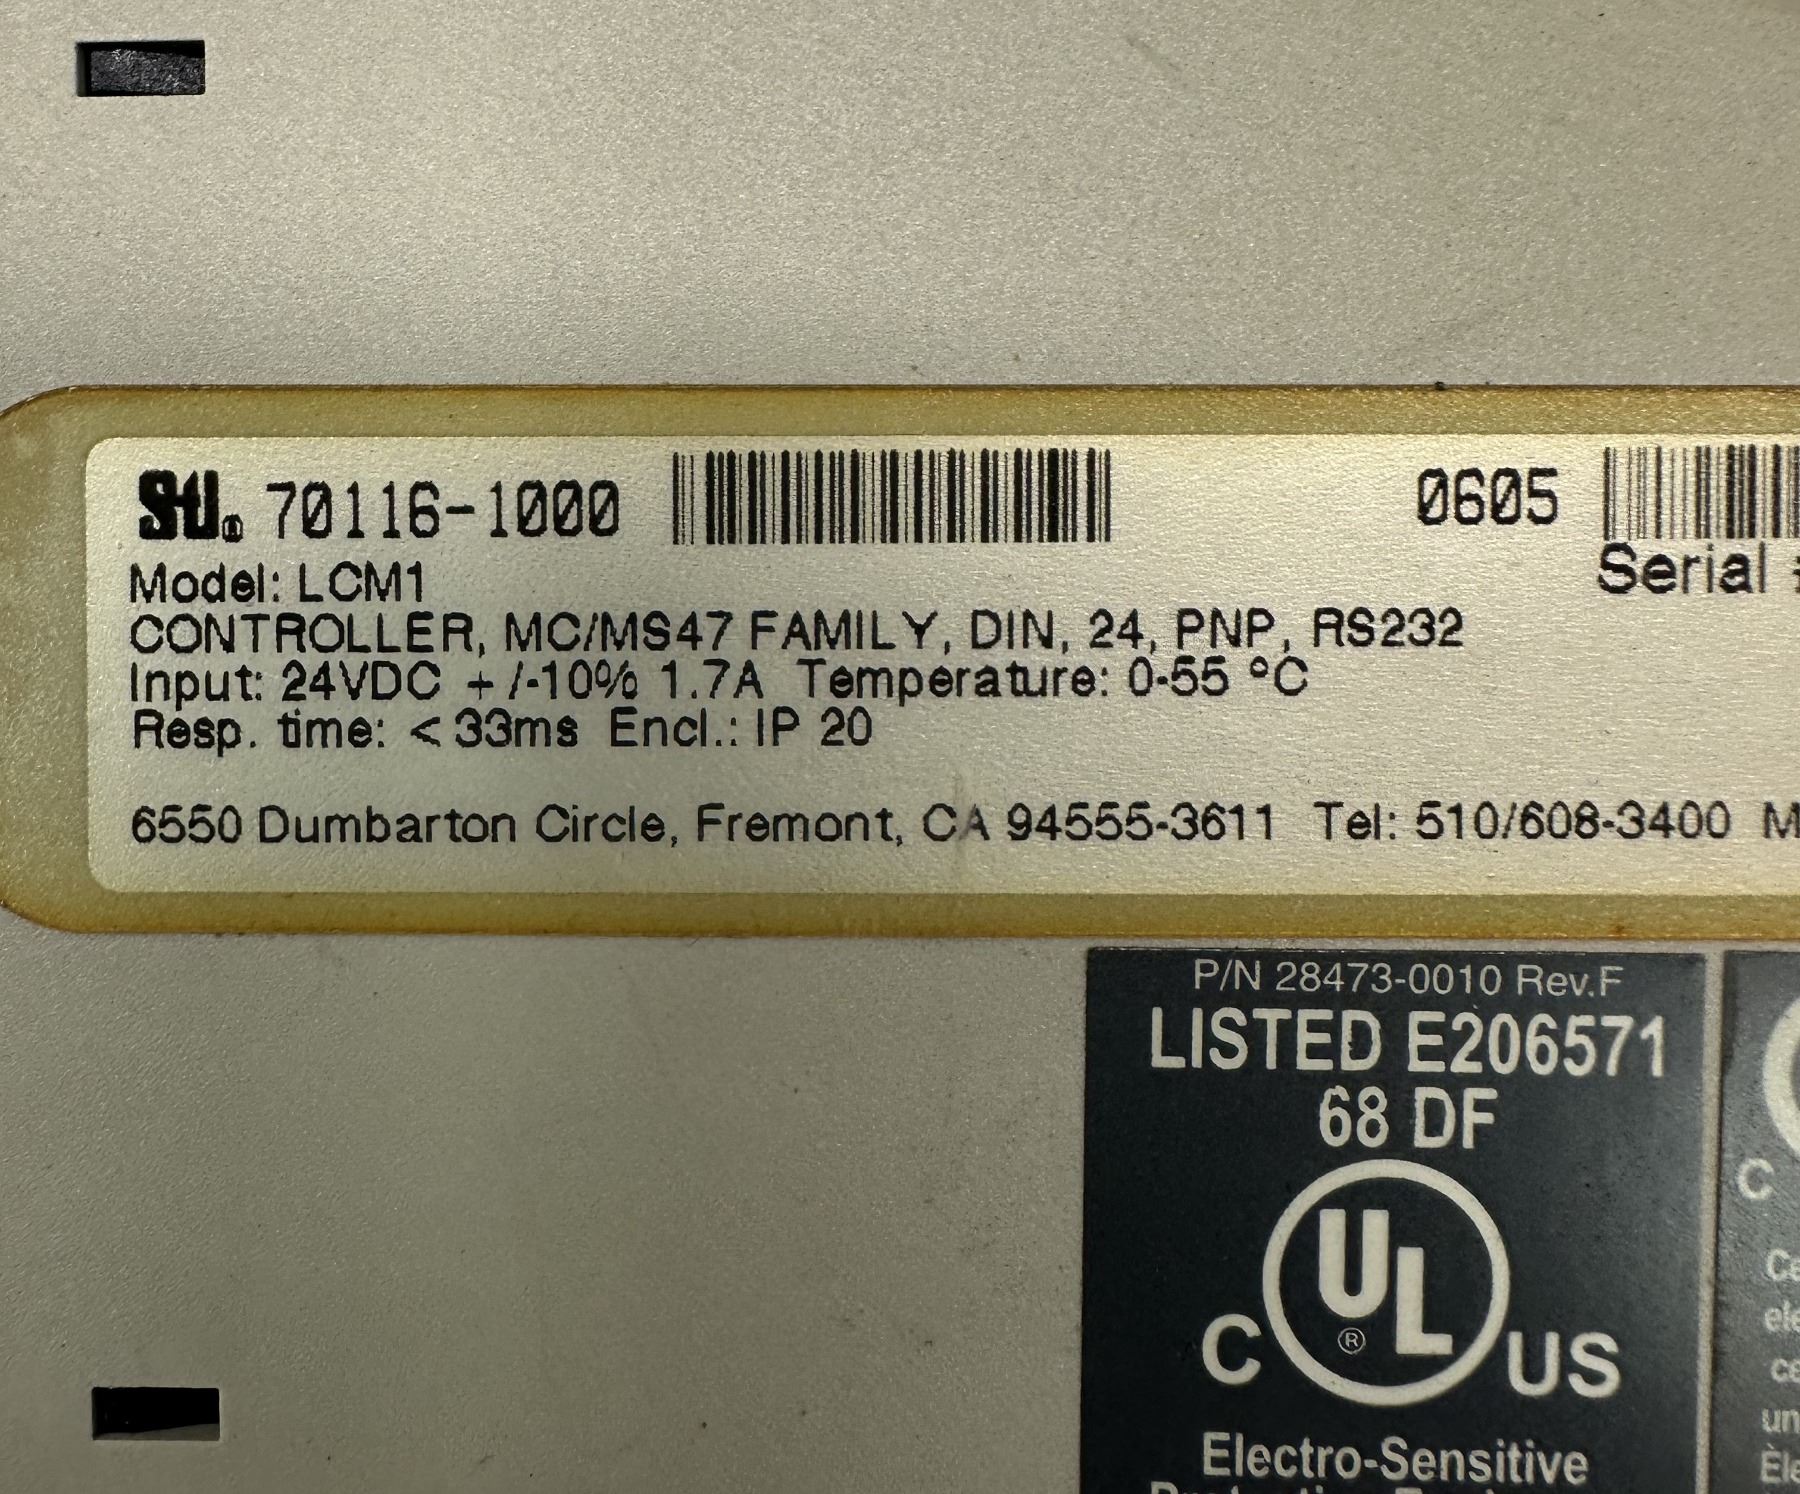 70116-1000 0605
Serial
Model: LCM1
CONTROLLER, MC/MS47 FAMILY, DIN, 24, PNP, RS232
Input: 24VDC +/-10% 1.7A Temperature: 0-55 °C
Resp. time: < 33ms Encl.: IP 20
6550 Dumbarton Circle, Fremont, CA 94555-3611 Tel: 510/608-3400
P/N 28473-0010 Rev.F
LISTED E206571
68 DF
C UL® US
Electro-Sensitive